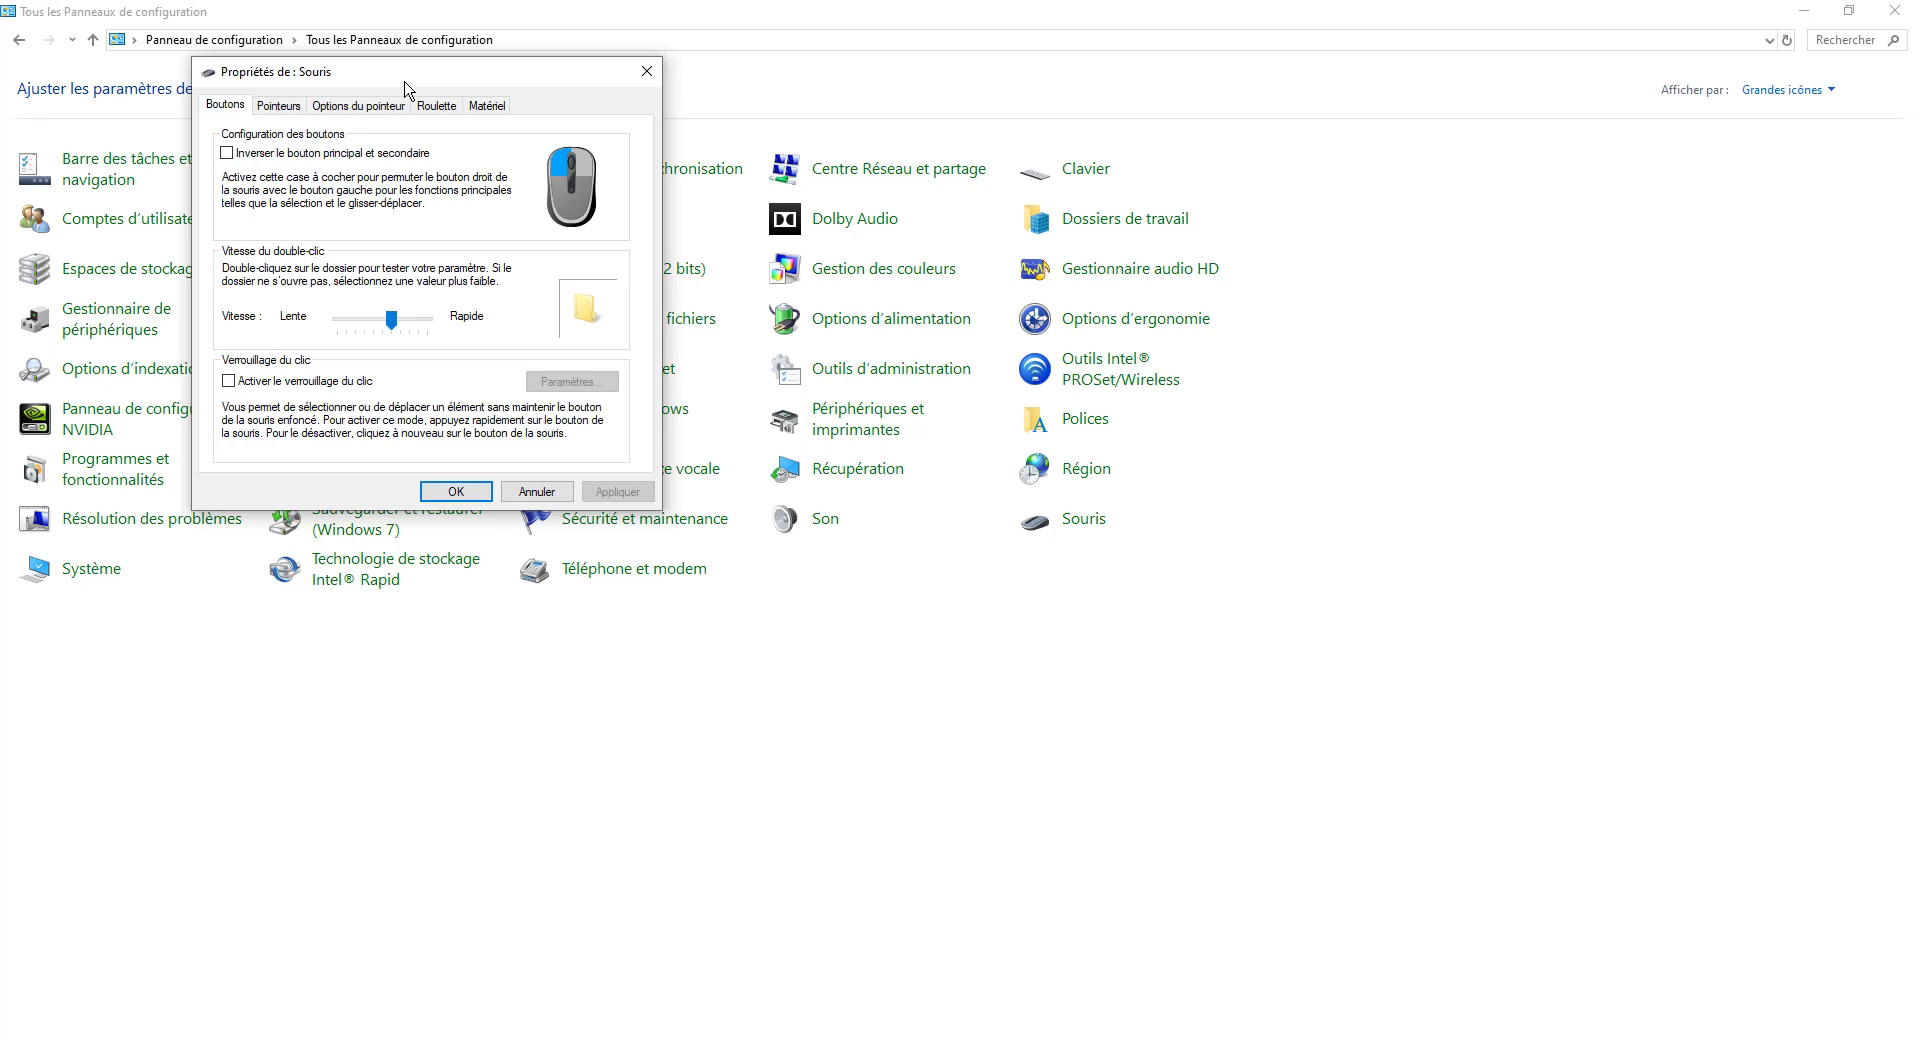 Tous les Panneaux de configuration
Panneau de configuration › Tous les Panneaux de configuration
Rechercher
Propriétés de : Souris
Ajuster les paramètres de
Afficher par : Grandes icônes
Boutons Pointeurs Options du pointeur Roulette Matériel
Configuration des boutons
Inverser le bouton principal et secondaire
Activez cette case à cocher pour permuter le bouton droit de
la souris avec le bouton gauche pour les fonctions principales
telles que la sélection et le glisser-déplacer.
Vitesse du double-clic
Double-cliquez sur le dossier pour tester votre paramètre. Si le
dossier ne s'ouvre pas, sélectionnez une valeur plus faible.
Vitesse : Lente Rapide
Verrouillage du clic
Activer le verrouillage du clic
Paramètres...
Vous permet de sélectionner ou de déplacer un élément sans maintenir le bouton
de la souris enfoncé. Pour activer ce mode, appuyez rapidement sur le bouton de
la souris. Pour le désactiver, cliquez à nouveau sur le bouton de la souris.
OK Annuler Appliquer
Barre des tâches et
navigation
chronisation
Centre Réseau et partage
Clavier
Comptes d'utilisate
Dolby Audio
Dossiers de travail
Espaces de stockag
2 bits)
Gestion des couleurs
Gestionnaire audio HD
Gestionnaire de
périphériques
fichiers
Options d'alimentation
Options d'ergonomie
Options d'indexatio
et
Outils d'administration
Outils Intel®
PROSet/Wireless
Panneau de configu
NVIDIA
ows
Périphériques et
imprimantes
Polices
Programmes et
fonctionnalités
ce vocale
Récupération
Région
Résolution des problèmes
Sauvegarder et restaurer
(Windows 7)
Sécurité et maintenance
Son
Souris
Système
Technologie de stockage
Intel® Rapid
Téléphone et modem